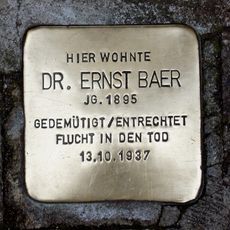 HIER WOHNTE
DR. ERNST BAER
JG. 1895
GEDEMÜTIGT/ENTRECHTET
FLUCHT IN DEN TOD
13.10.1937